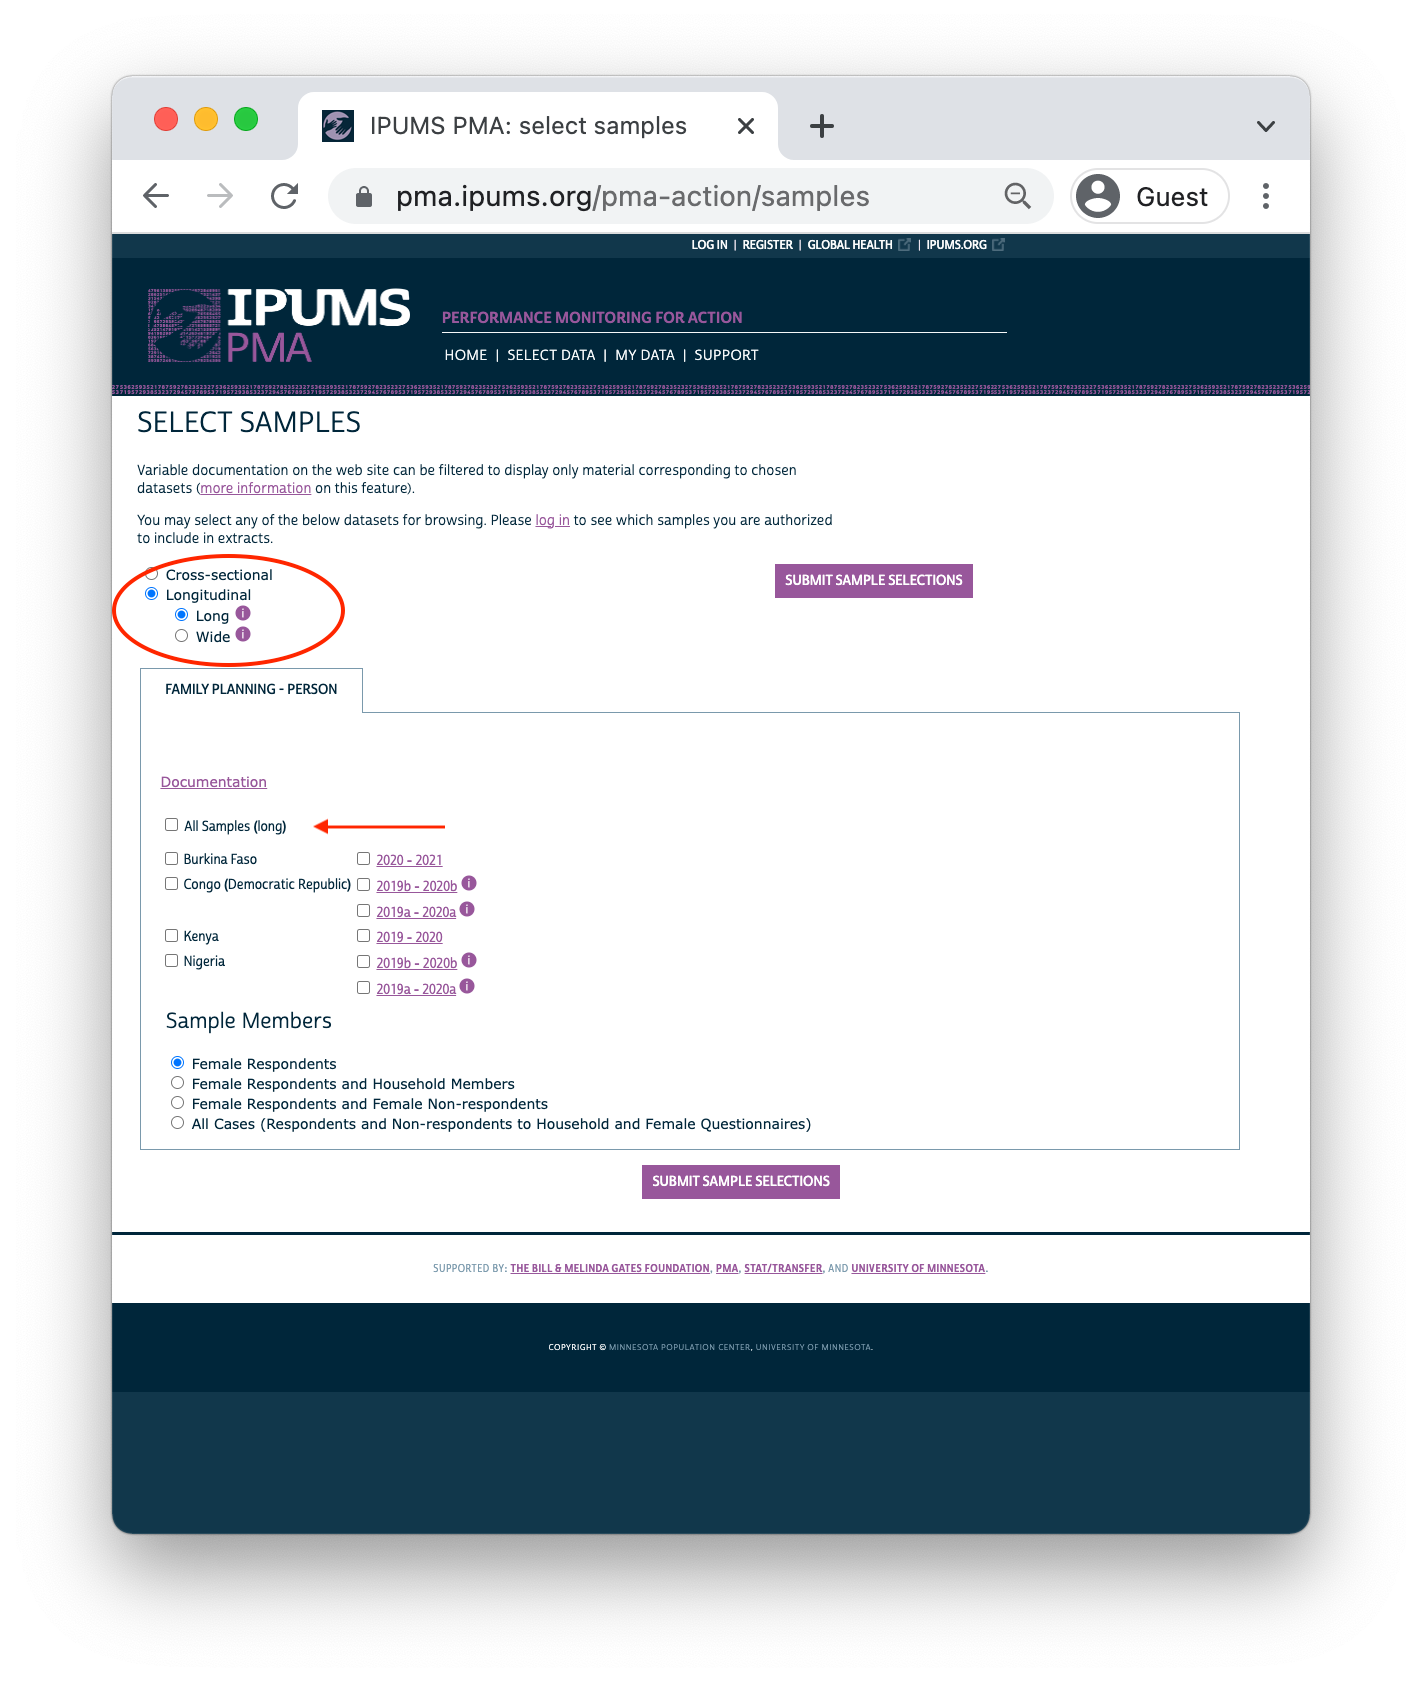 IPUMS PMA: select samples
pma.ipums.org/pma-action/samples
Guest
LOG IN | REGISTER | GLOBAL HEALTH | IPUMS.ORG
IPUMS
PMA
PERFORMANCE MONITORING FOR ACTION
HOME | SELECT DATA | MY DATA | SUPPORT
SELECT SAMPLES
Variable documentation on the web site can be filtered to display only material corresponding to chosen
datasets (more information on this feature).
You may select any of the below datasets for browsing. Please log in to see which samples you are authorized
to include in extracts.
Cross-sectional
SUBMIT SAMPLE SELECTIONS
Longitudinal
Long i
Wide i
FAMILY PLANNING - PERSON
Documentation
All Samples (long)
Burkina Faso 2020 - 2021
Congo (Democratic Republic) 2019b - 2020b i
2019a - 2020a i
Kenya 2019 - 2020
Nigeria 2019b - 2020b i
2019a - 2020a i
Sample Members
Female Respondents
Female Respondents and Household Members
Female Respondents and Female Non-respondents
All Cases (Respondents and Non-respondents to Household and Female Questionnaires)
SUBMIT SAMPLE SELECTIONS
SUPPORTED BY: THE BILL & MELINDA GATES FOUNDATION, PMA, STAT/TRANSFER, AND UNIVERSITY OF MINNESOTA.
COPYRIGHT © MINNESOTA POPULATION CENTER, UNIVERSITY OF MINNESOTA.